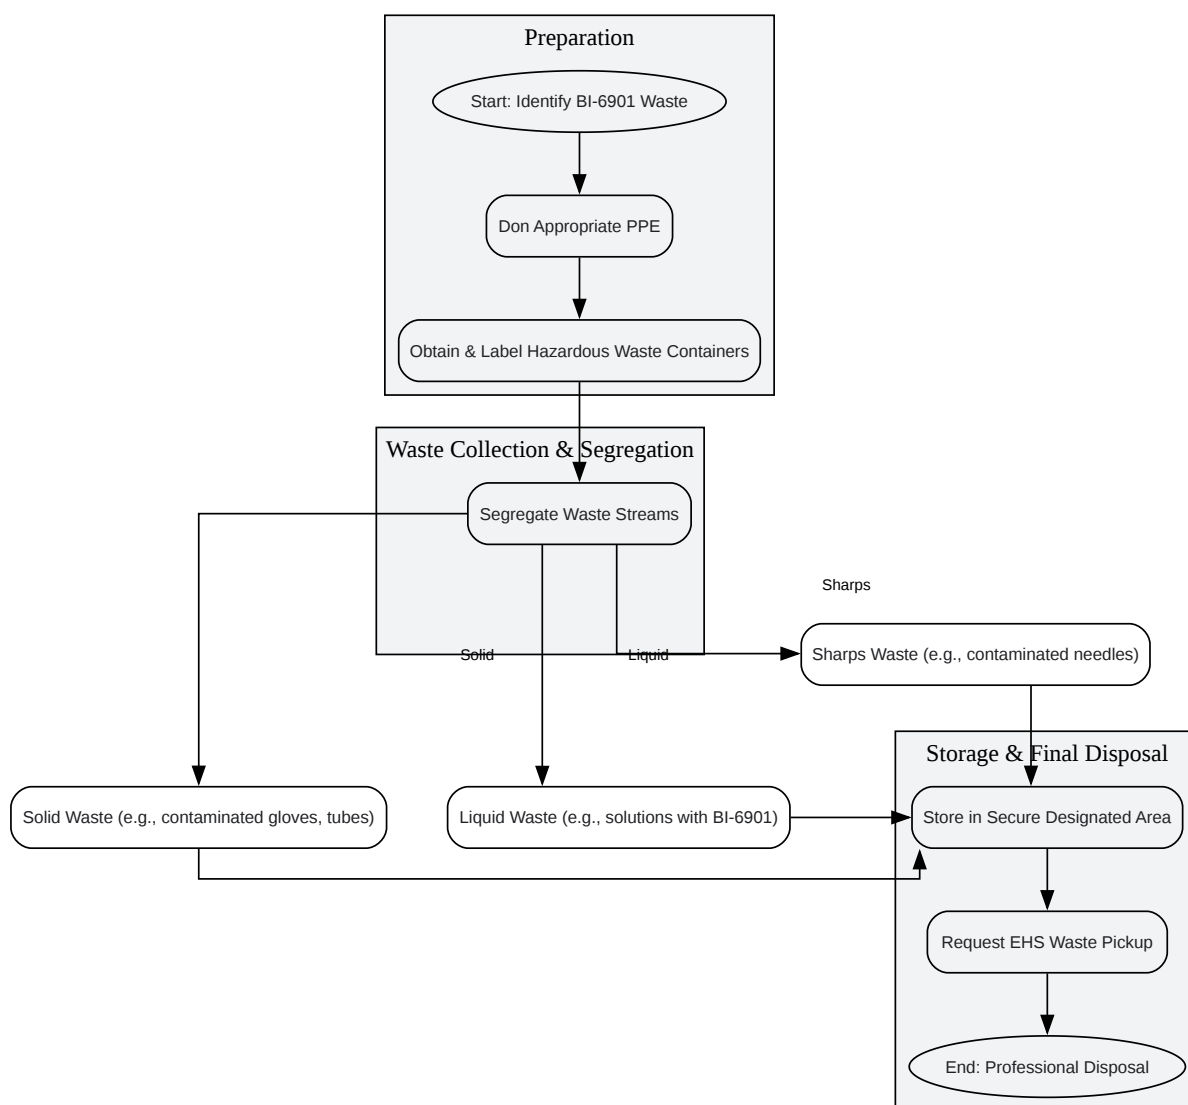 Preparation
Start: Identify BI-6901 Waste
Don Appropriate PPE
Obtain & Label Hazardous Waste Containers
Waste Collection & Segregation
Segregate Waste Streams
Sharps
Solid
Liquid
Sharps Waste (e.g., contaminated needles)
Storage & Final Disposal
Solid Waste (e.g., contaminated gloves, tubes)
Liquid Waste (e.g., solutions with BI-6901)
Store in Secure Designated Area
Request EHS Waste Pickup
End: Professional Disposal